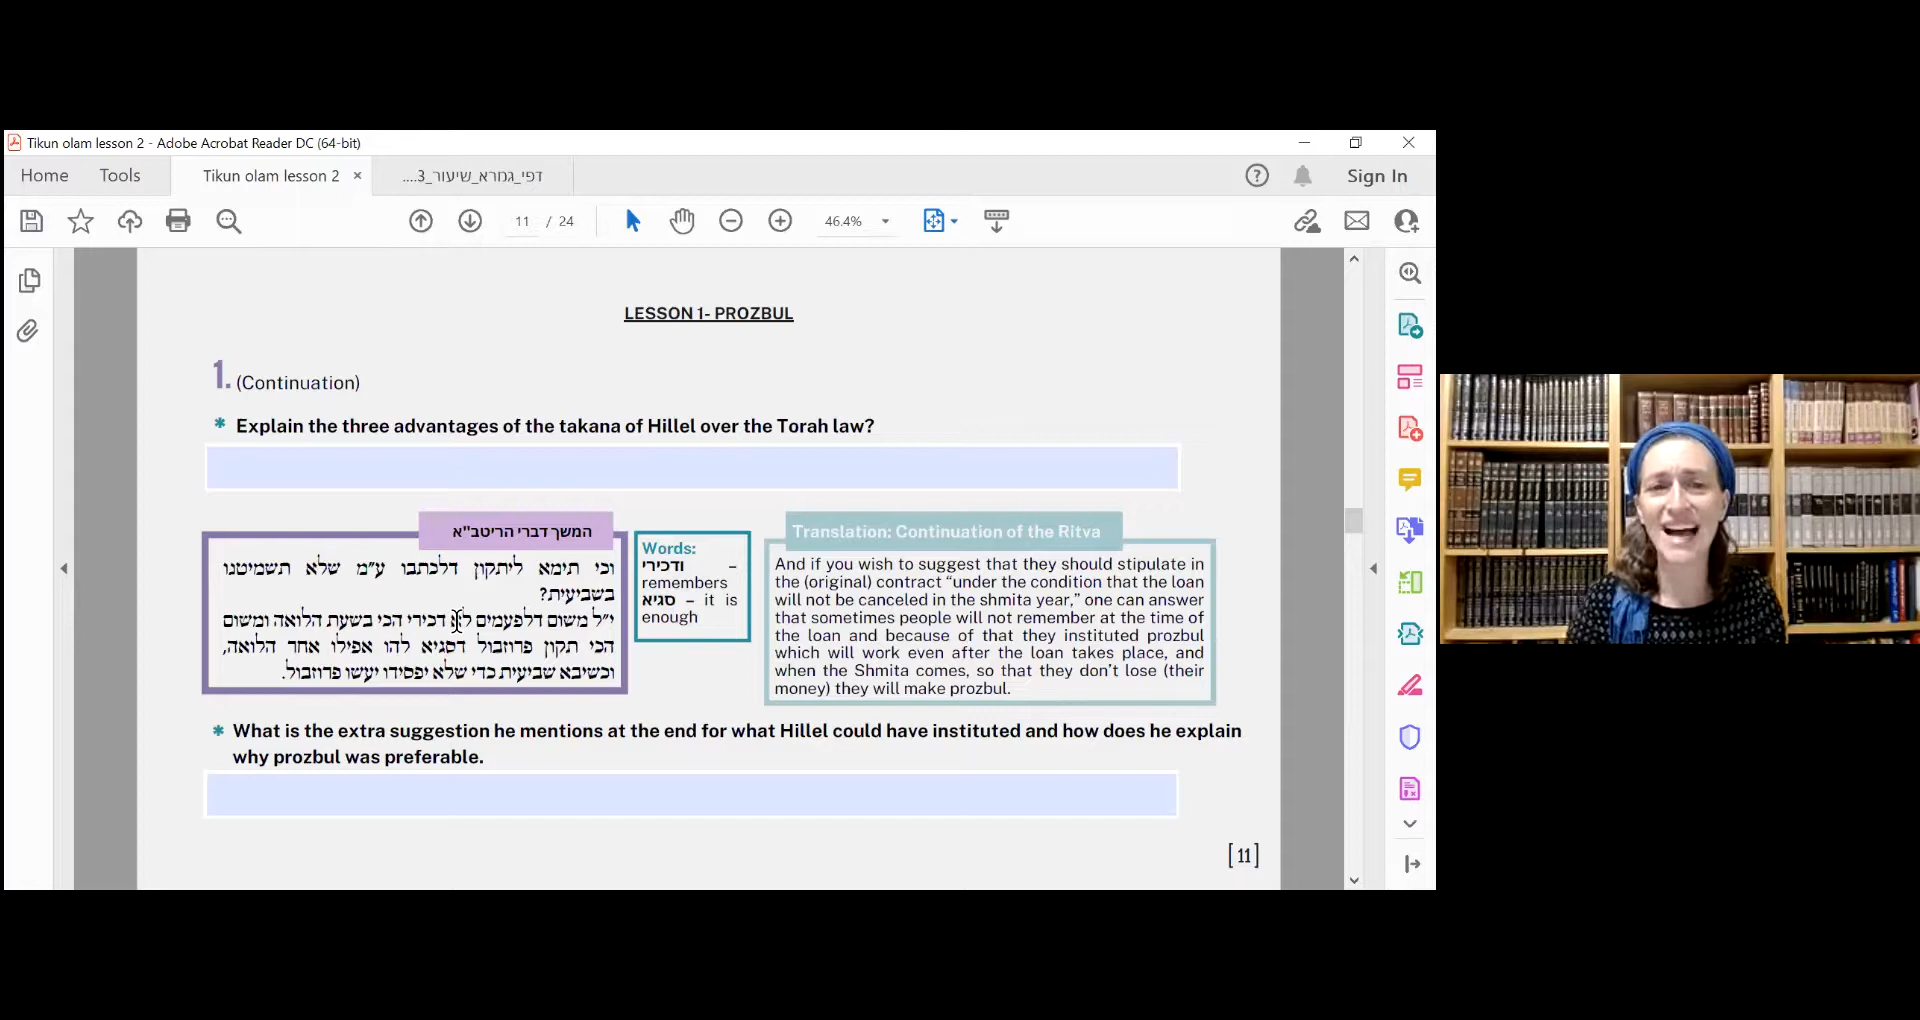 Tikun olam lesson 2 - Adobe Acrobat Reader DC (64-bit)
Home
Tools
Tikun olam lesson 2
דפי_גמרא_שיעור_3....
Sign In
11 / 24
46.4%
LESSON 1- PROZBUL
1. (Continuation)
* Explain the three advantages of the takana of Hillel over the Torah law?
המשך דברי הריטב"א
וכי תימא ליתקון דלכתבו ע״מ שלא תשמיטנו
בשביעית?
י״ל משום דלפעמים לא דכירי הכי בשעת הלואה ומשום
הכי תקון פרוזבול דסגיא להו אפילו אחר הלואה,
וכשיבא שביעית כדי שלא יפסידו יעשו פרוזבול.
Words:
ודכירי –
remembers
סגיא – it is
enough
Translation: Continuation of the Ritva
And if you wish to suggest that they should stipulate in
the (original) contract “under the condition that the loan
will not be canceled in the shmita year,” one can answer
that sometimes people will not remember at the time of
the loan and because of that they instituted prozbul
which will work even after the loan takes place, and
when the Shmita comes, so that they don’t lose (their
money) they will make prozbul.
* What is the extra suggestion he mentions at the end for what Hillel could have instituted and how does he explain
why prozbul was preferable.
[11]